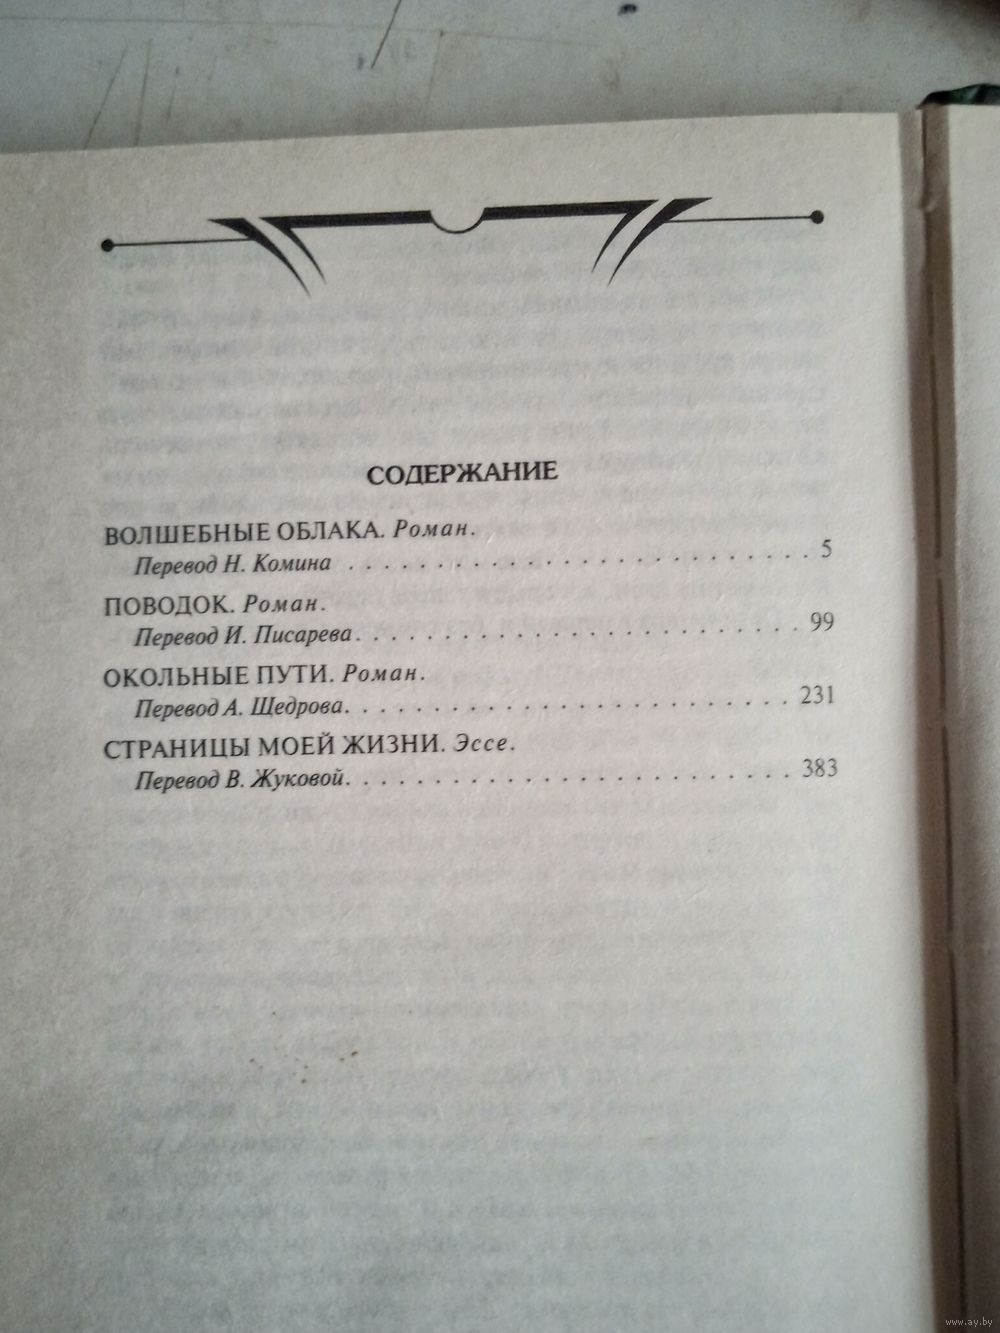 СОДЕРЖАНИЕ
ВОЛШЕБНЫЕ ОБЛАКА. Роман.
Перевод Н. Комина . . . . . . . . . . . . . . . . . . . . . . . . . . . . . . . . 5
ПОВОДОК. Роман.
Перевод И. Писарева. . . . . . . . . . . . . . . . . . . . . . . . . . . . . . . 99
ОКОЛЬНЫЕ ПУТИ. Роман.
Перевод А. Щедрова. . . . . . . . . . . . . . . . . . . . . . . . . . . . . . . 231
СТРАНИЦЫ МОЕЙ ЖИЗНИ. Эссе.
Перевод В. Жуковой. . . . . . . . . . . . . . . . . . . . . . . . . . . . . . . 383
www.ay.by